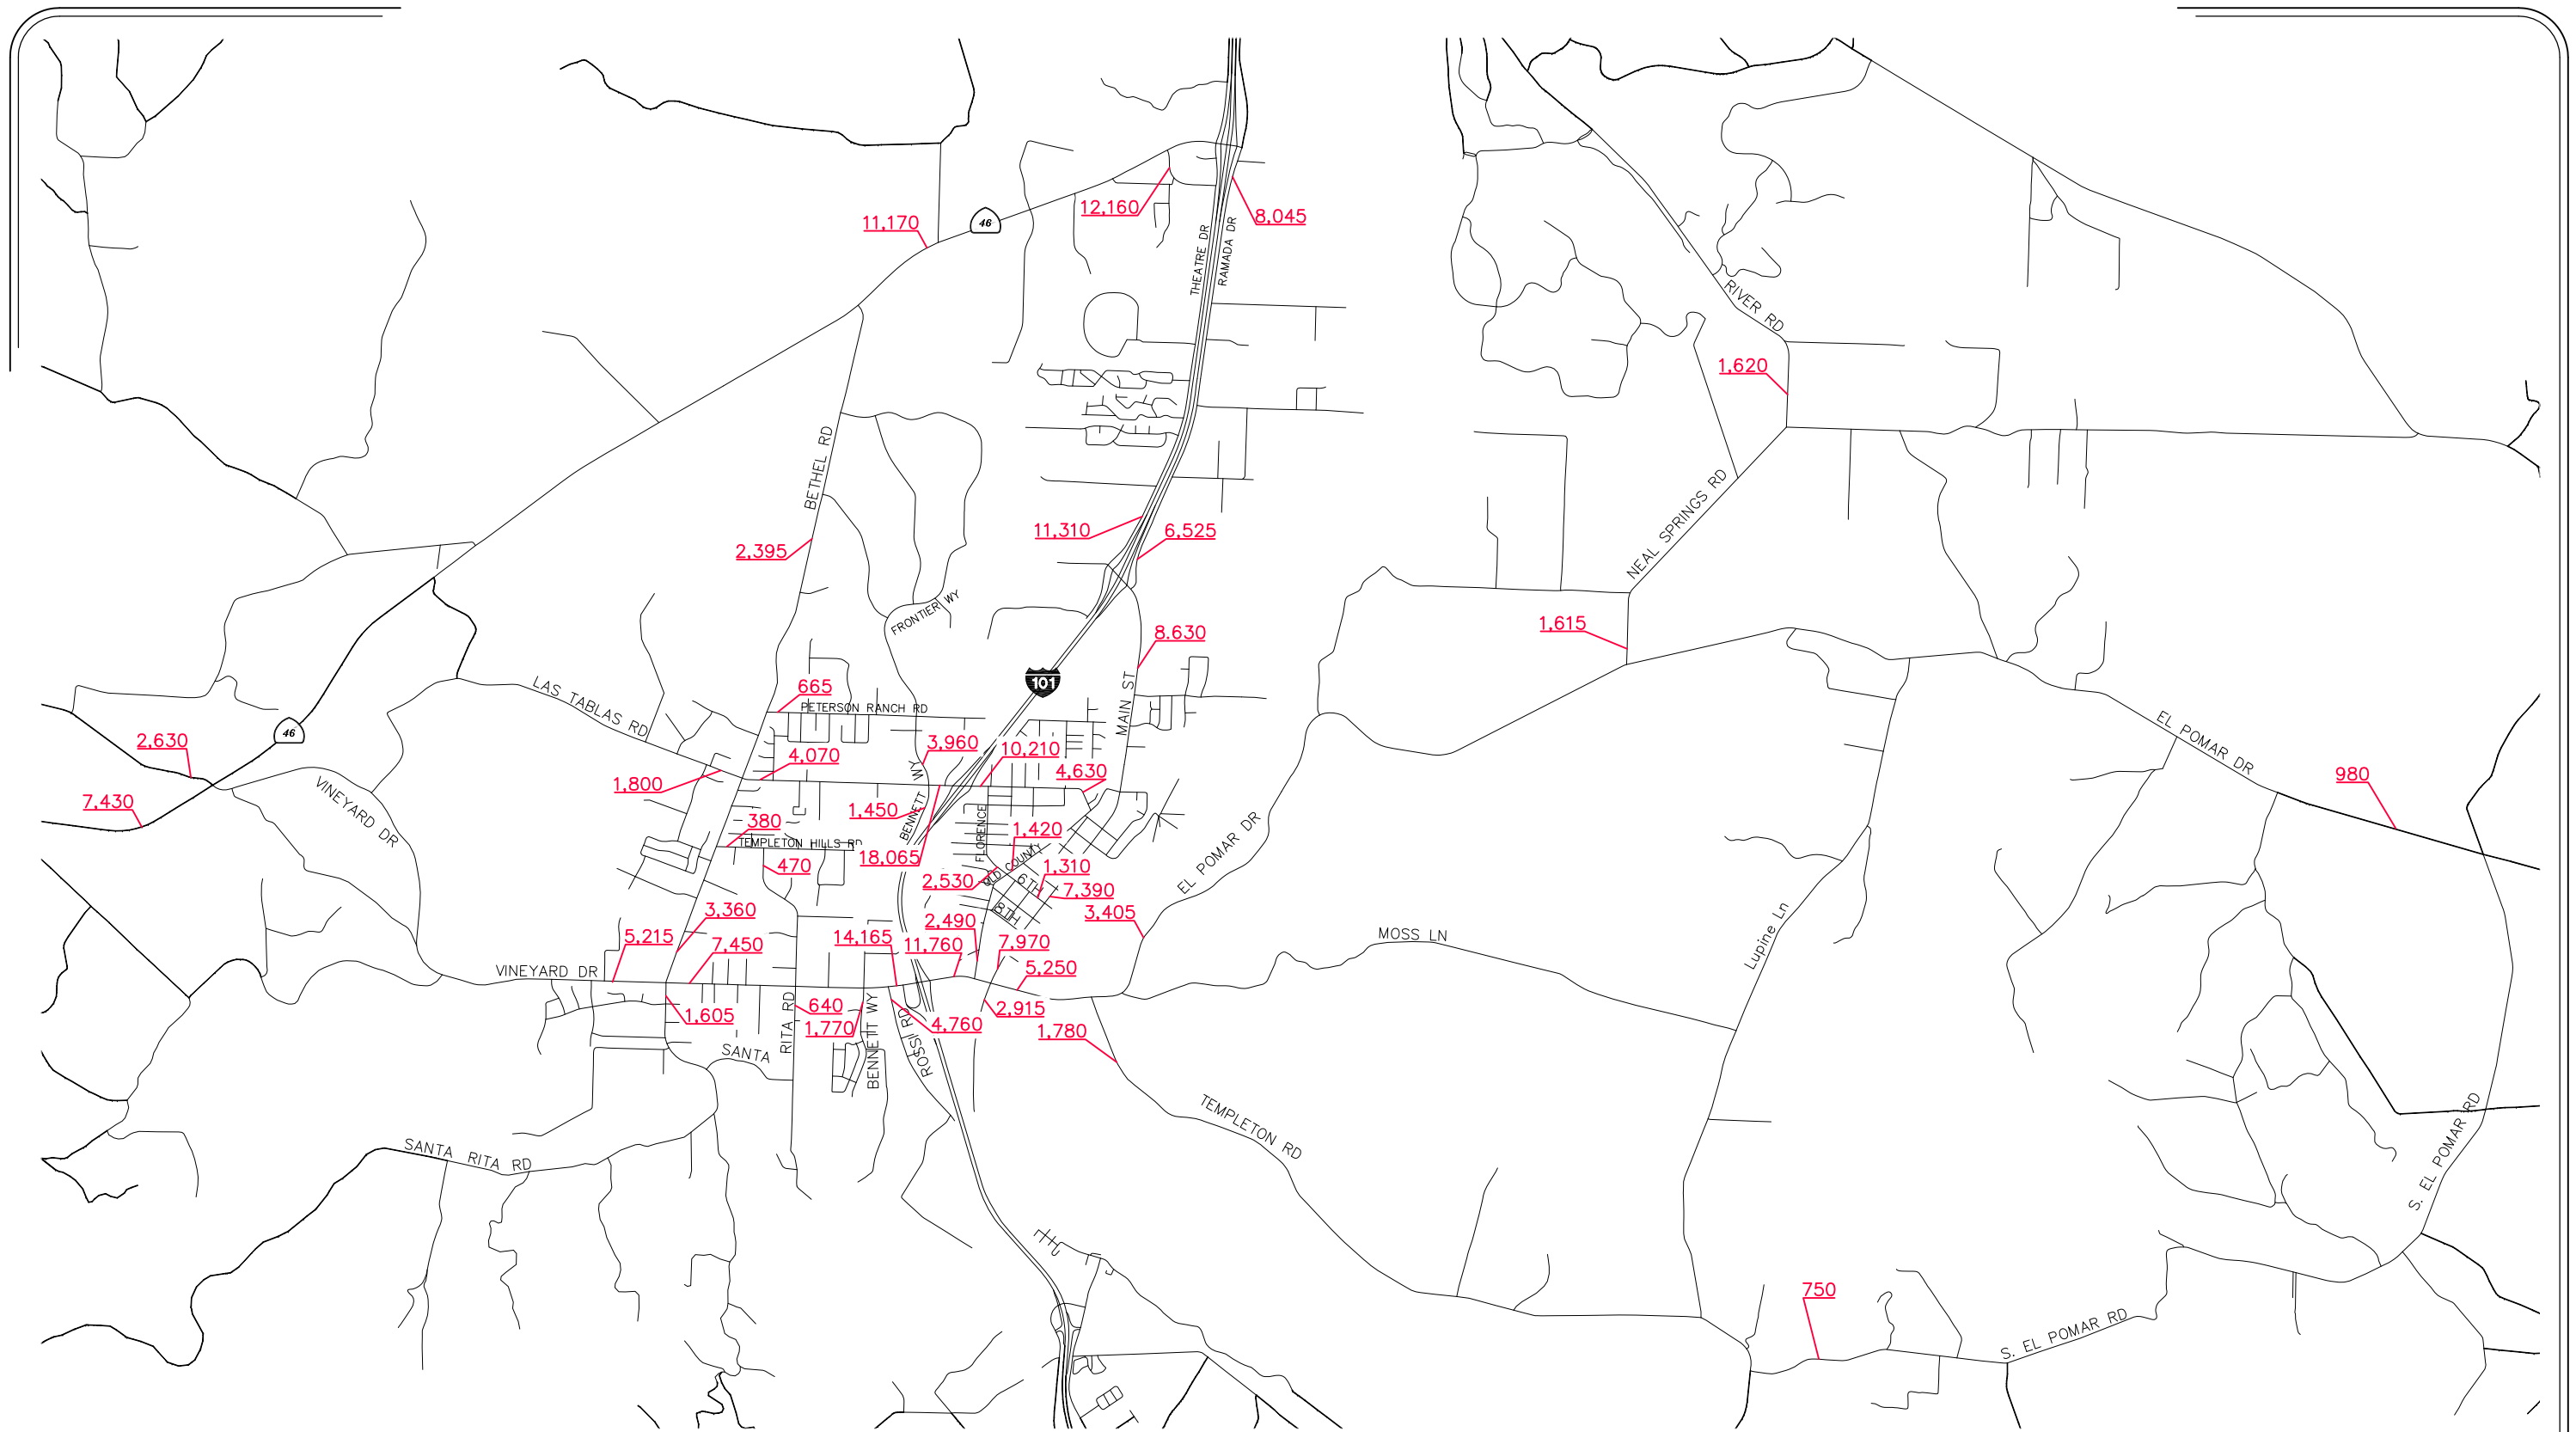 12,160
8,045
11,170
46
THEATRE DR
RAMADA DR
RIVER RD
1,620
BETHEL RD
NEAL SPRINGS RD
11,310
6,525
2,395
FRONTIER WY
8.630
1,615
101
665
PETERSON RANCH RD
LAS TABLAS RD
MAIN ST
EL POMAR DR
46
2,630
3,960
10,210
4,070
4,630
1,800
980
7,430
VINEYARD DR
1,450
BENNETT WY
FLORENCE
380
1,420
TEMPLETON HILLS RD
18,065
OLD COUNTY
EL POMAR DR
470
1,310
2,530
6TH
7,390
3,360
8TH
3,405
2,490
5,215
7,450
14,165
11,760
7,970
MOSS LN
Lupine Ln
VINEYARD DR
5,250
640
2,915
1,605
1,770
4,760
1,780
RITA RD
BENNETT WY
ROSSI RD
SANTA
TEMPLETON RD
SANTA RITA RD
S. EL POMAR RD
750
S. EL POMAR RD